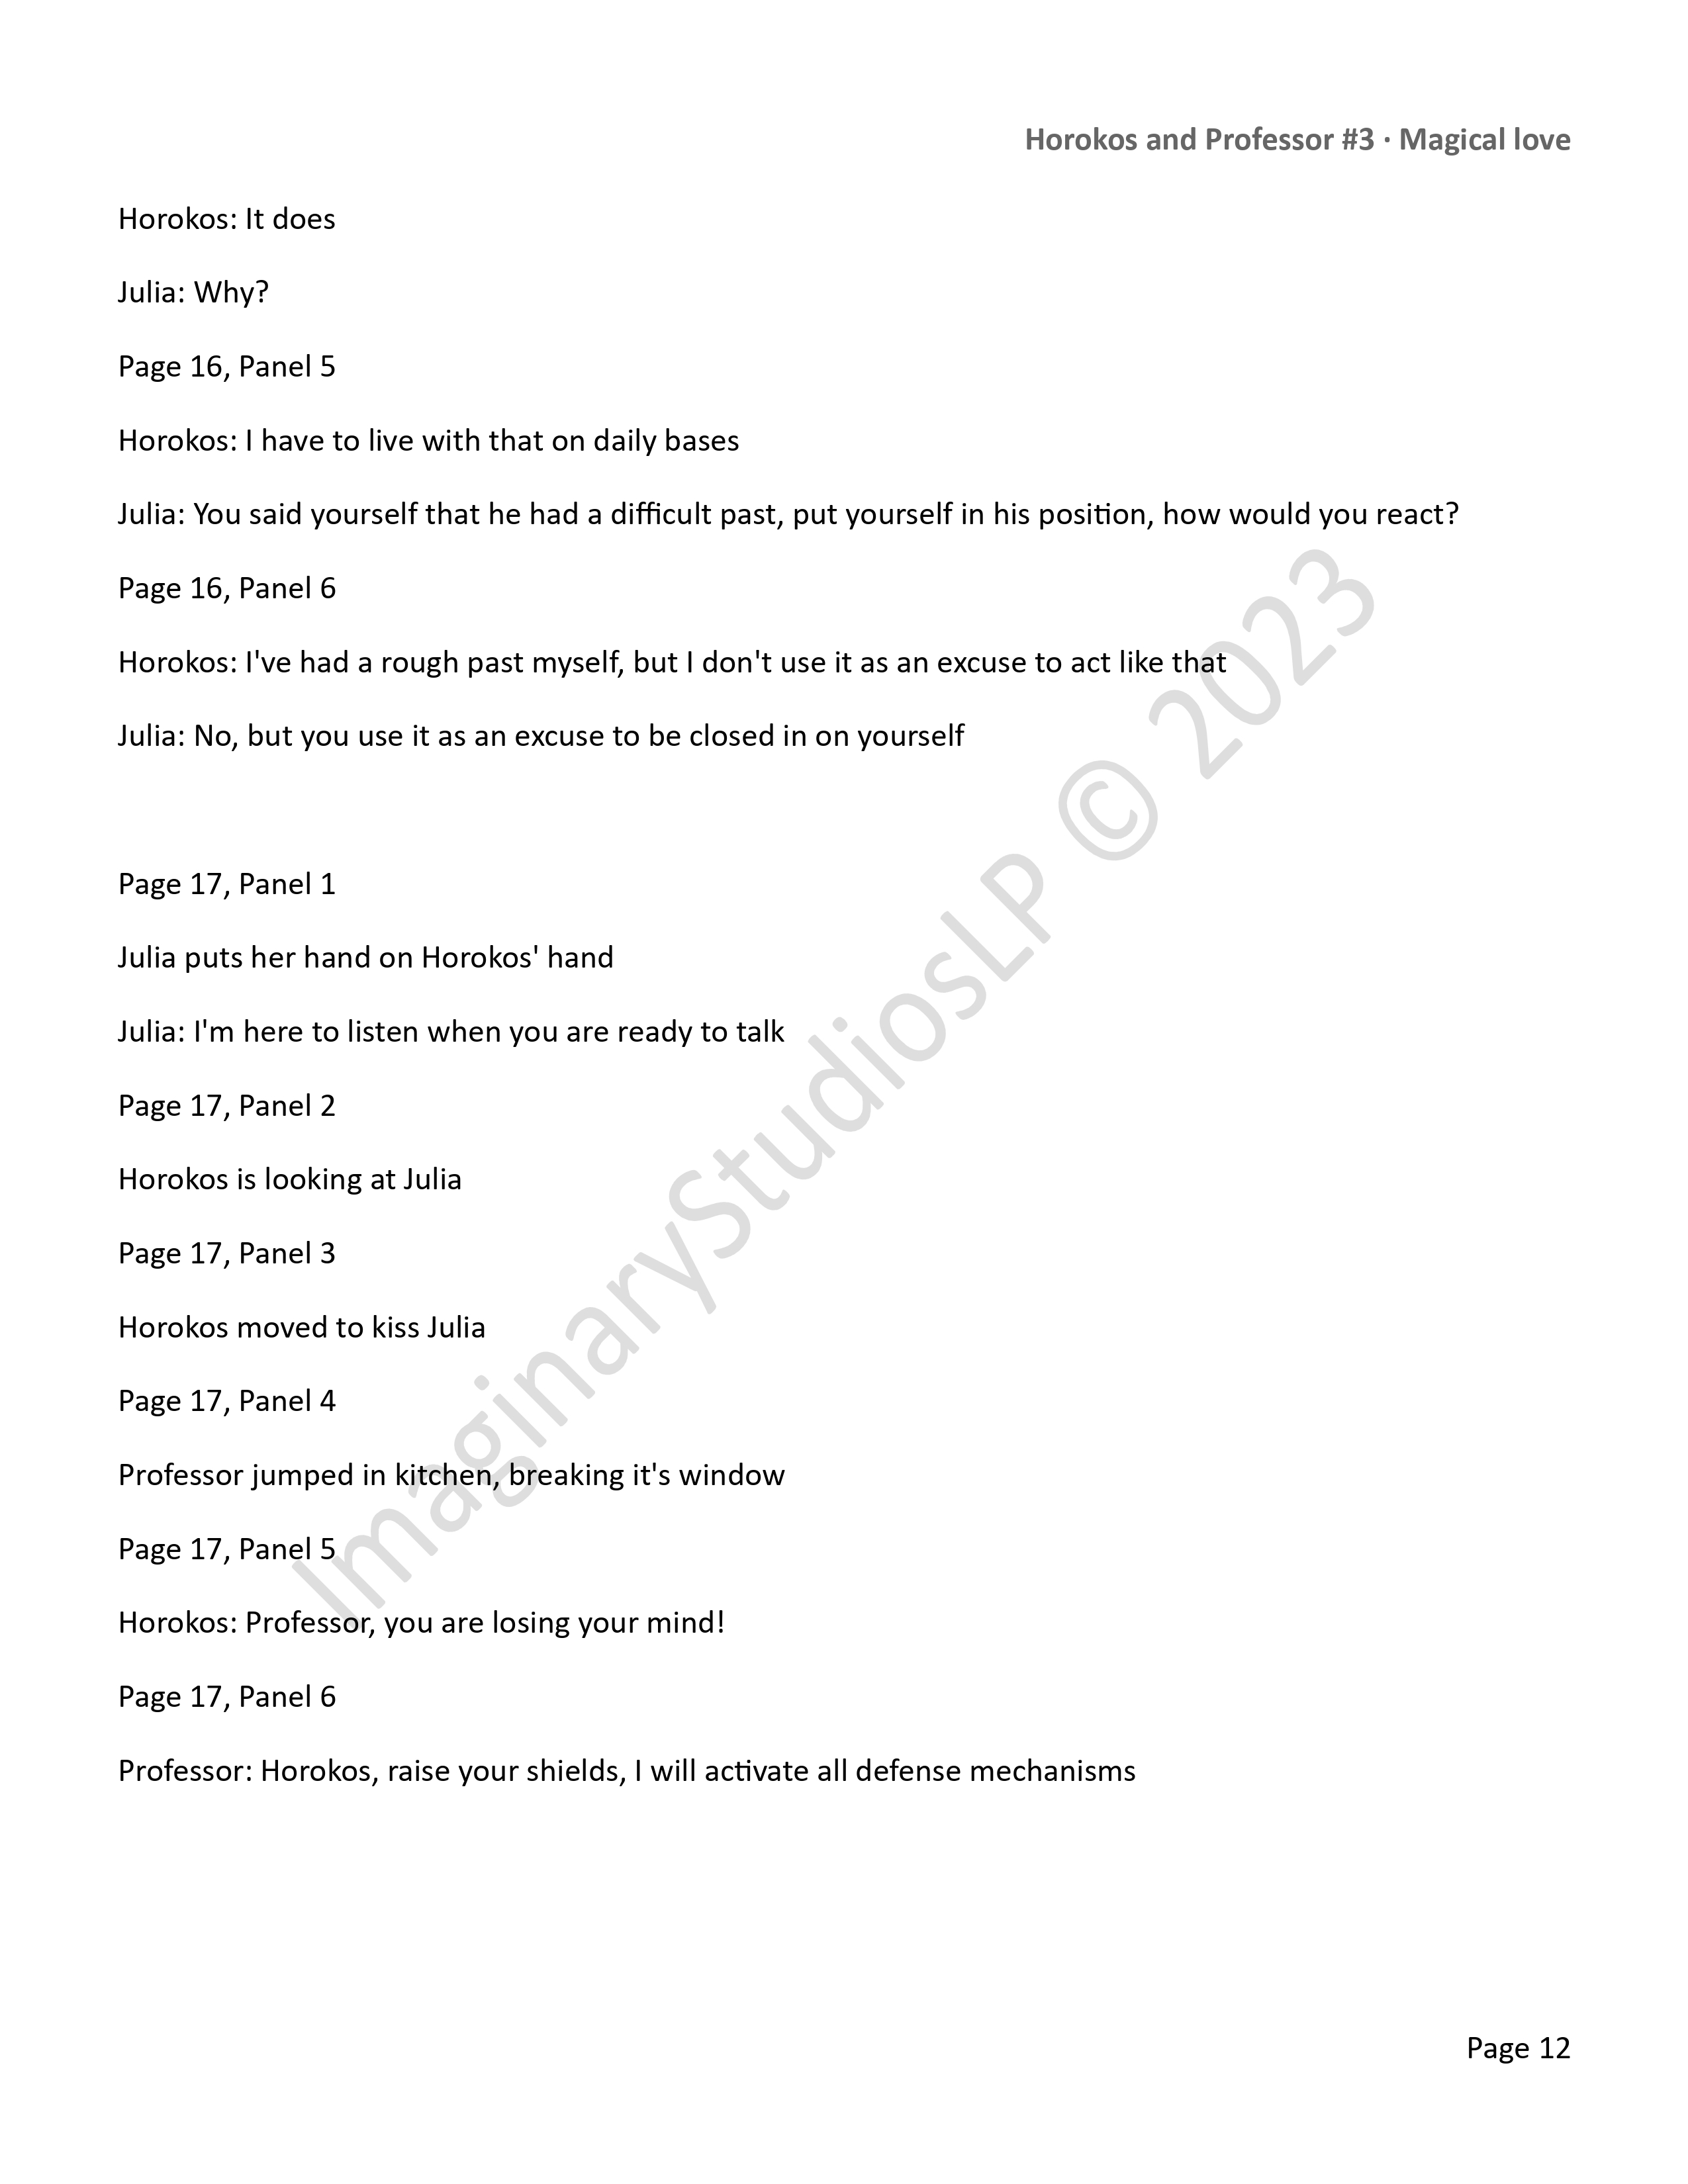 Horokos and Professor #3 · Magical love
Horokos: It does
Julia: Why?
Page 16, Panel 5
Horokos: I have to live with that on daily bases
Julia: You said yourself that he had a difficult past, put yourself in his position, how would you react?
Page 16, Panel 6
Horokos: I've had a rough past myself, but I don't use it as an excuse to act like that
Julia: No, but you use it as an excuse to be closed in on yourself
Page 17, Panel 1
Julia puts her hand on Horokos' hand
Julia: I'm here to listen when you are ready to talk
Page 17, Panel 2
Horokos is looking at Julia
Page 17, Panel 3
Horokos moved to kiss Julia
Page 17, Panel 4
Professor jumped in kitchen, breaking it's window
Page 17, Panel 5
Horokos: Professor, you are losing your mind!
Page 17, Panel 6
Professor: Horokos, raise your shields, I will activate all defense mechanisms
Page 12
ImaginaryStudiosLP © 2023